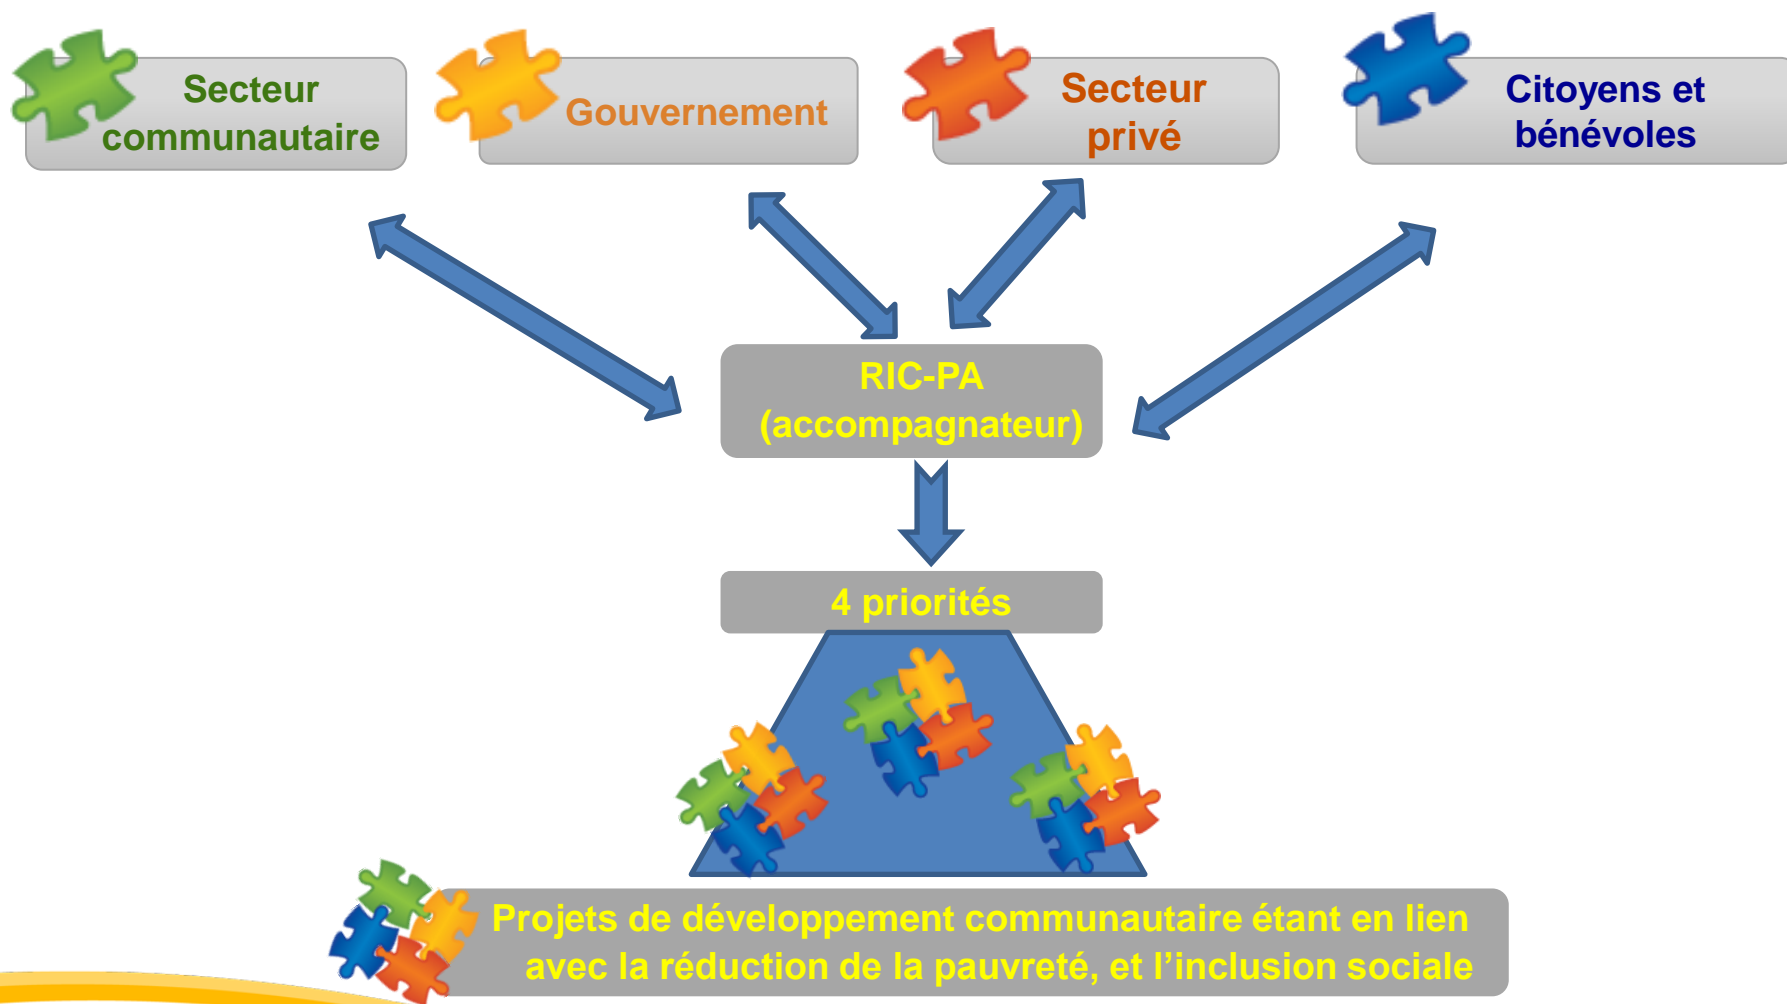 Secteur
communautaire
Gouvernement
Secteur
privé
Citoyens et
bénévoles
RIC-PA
(accompagnateur)
4 priorités
Projets de développement communautaire étant en lien
avec la réduction de la pauvreté, et l’inclusion sociale